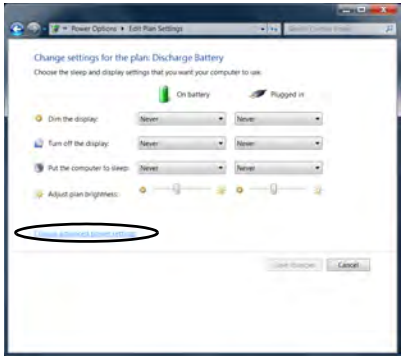 Power Options ▸ Edit Plan Settings
Change settings for the plan: Discharge Battery
Choose the sleep and display settings that you want your computer to use.
On battery Plugged in
Dim the display: Never Never
Turn off the display: Never Never
Put the computer to sleep: Never Never
Adjust plan brightness:
Change advanced power settings
Save changes Cancel